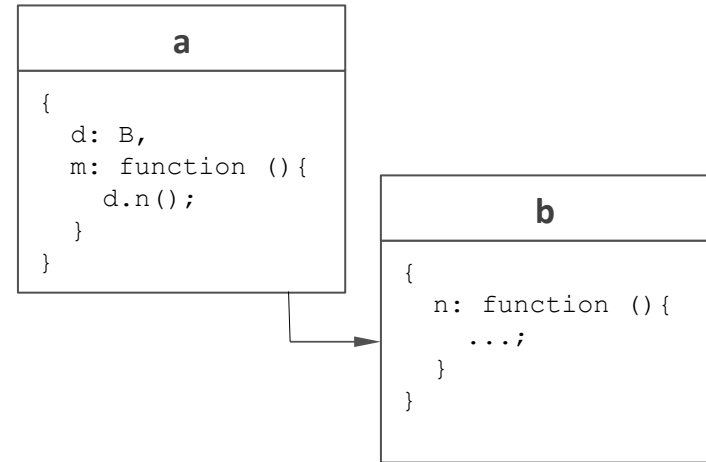 a
{
d: B,
m: function (){
d.n();
}
}
b
{
n: function (){
...;
}
}